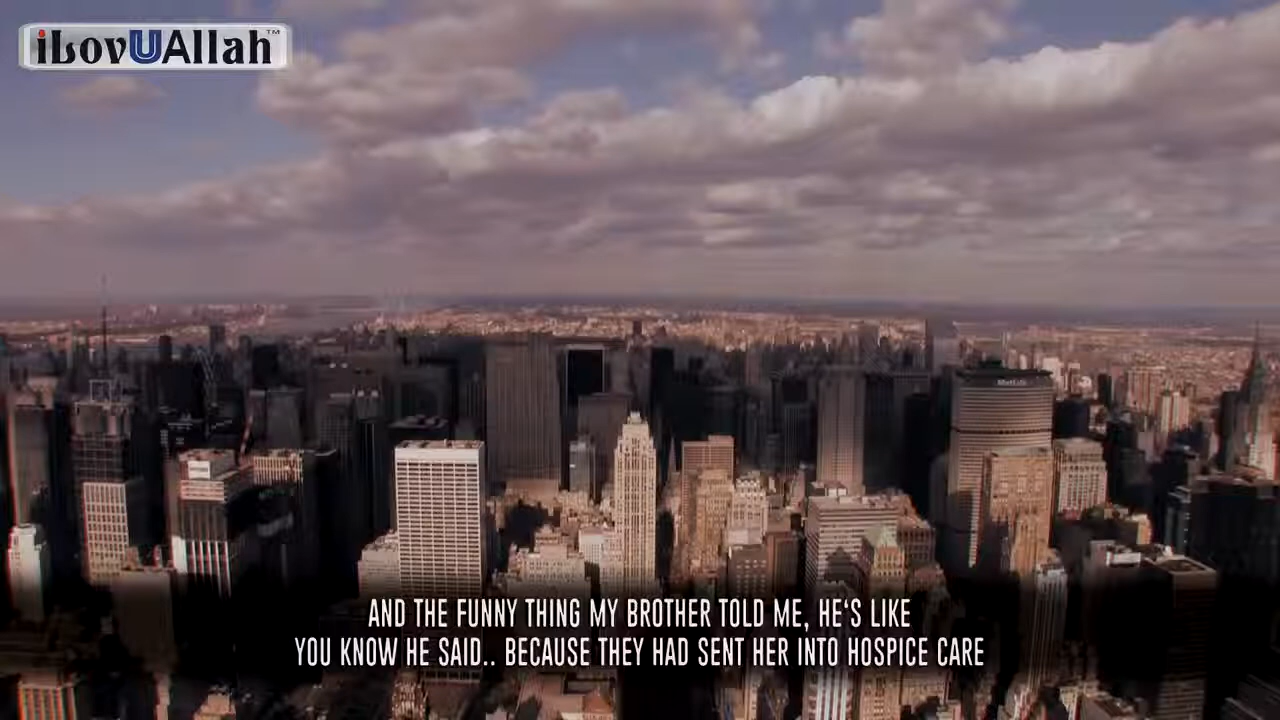 iLovUAllah™
MetLife
AND THE FUNNY THING MY BROTHER TOLD ME, HE'S LIKE
YOU KNOW HE SAID.. BECAUSE THEY HAD SENT HER INTO HOSPICE CARE